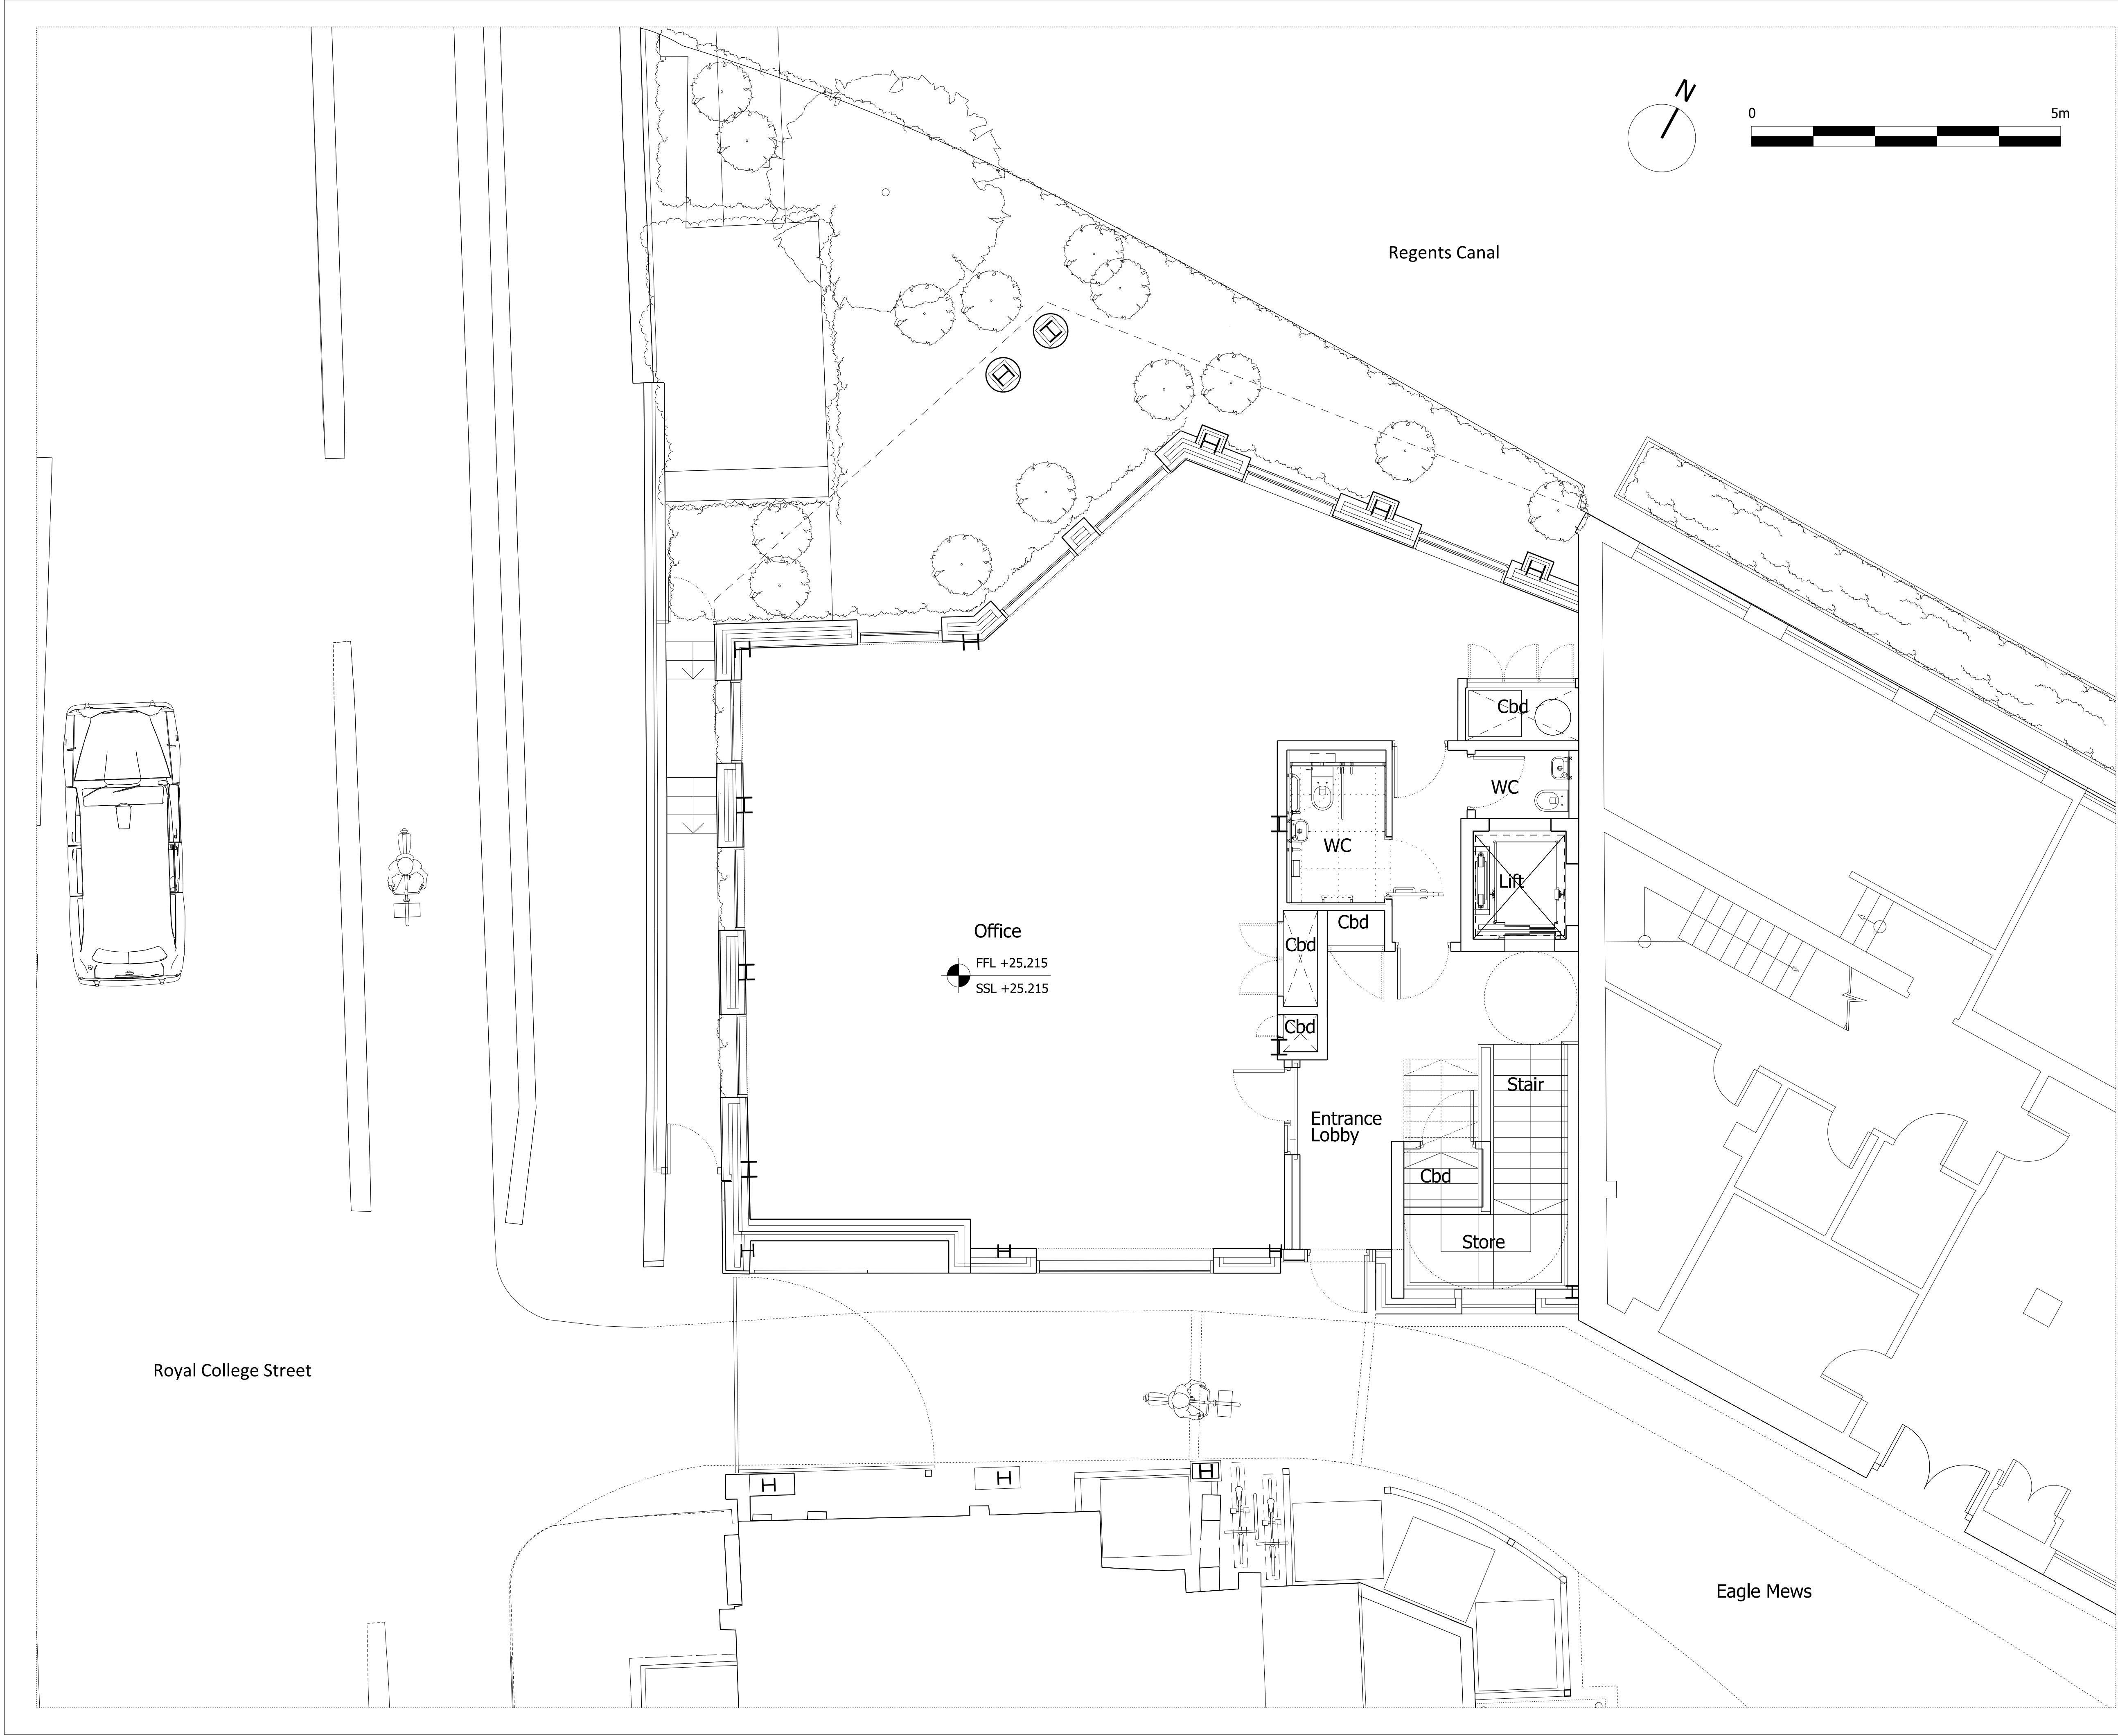 N
0
5m
Regents Canal
Cbd
WC
WC
Lift
Cbd
Office
Cbd
FFL +25.215
SSL +25.215
Cbd
Stair
Entrance
Lobby
Cbd
Store
Royal College Street
Eagle Mews